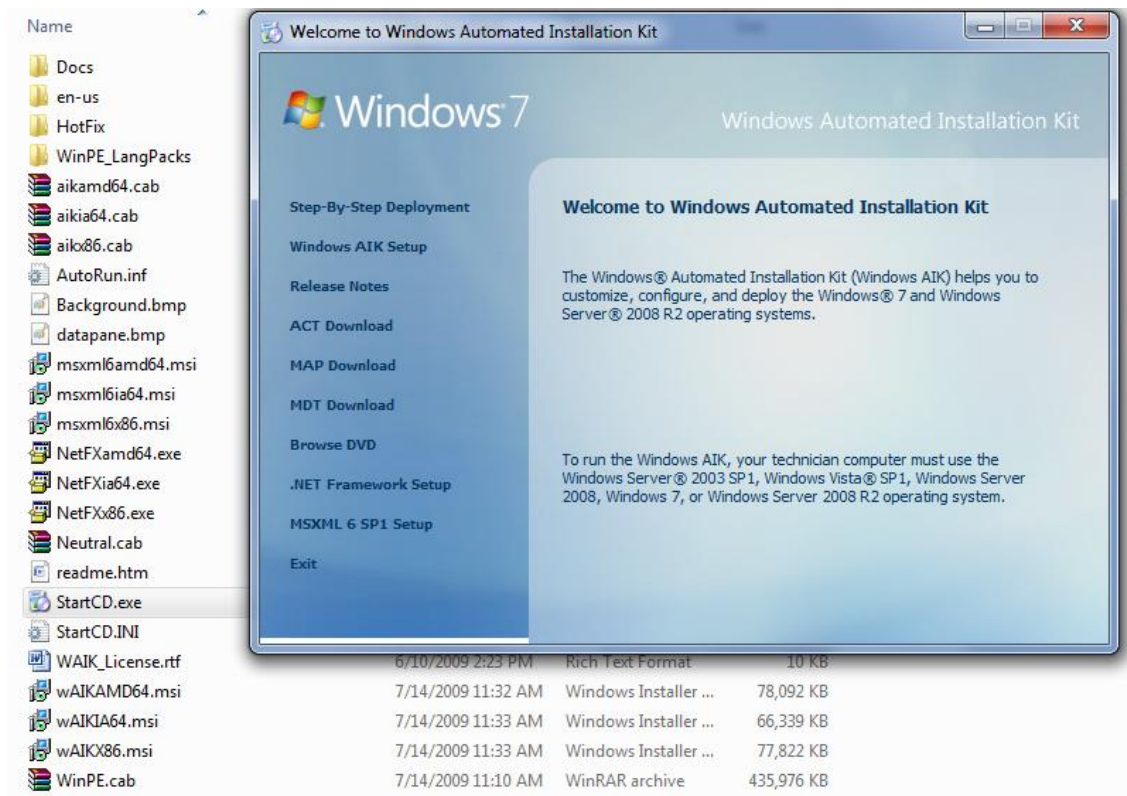 Name
Docs
en-us
HotFix
WinPE_LangPacks
aikamd64.cab
aikia64.cab
aikx86.cab
AutoRun.inf
Background.bmp
datapane.bmp
msxml6amd64.msi
msxml6ia64.msi
msxml6x86.msi
NetFXamd64.exe
NetFXia64.exe
NetFXx86.exe
Neutral.cab
readme.htm
StartCD.exe
StartCD.INI
WAIK_License.rtf 6/10/2009 2:23 PM Rich Text Format 10 KB
wAIKAMD64.msi 7/14/2009 11:32 AM Windows Installer ... 78,092 KB
wAIKIA64.msi 7/14/2009 11:33 AM Windows Installer ... 66,339 KB
wAIKX86.msi 7/14/2009 11:33 AM Windows Installer ... 77,822 KB
WinPE.cab 7/14/2009 11:10 AM WinRAR archive 435,976 KB
Welcome to Windows Automated Installation Kit
Windows 7
Windows Automated Installation Kit
Step-By-Step Deployment
Windows AIK Setup
Release Notes
ACT Download
MAP Download
MDT Download
Browse DVD
.NET Framework Setup
MSXML 6 SP1 Setup
Exit
Welcome to Windows Automated Installation Kit
The Windows® Automated Installation Kit (Windows AIK) helps you to
customize, configure, and deploy the Windows® 7 and Windows
Server® 2008 R2 operating systems.
To run the Windows AIK, your technician computer must use the
Windows Server® 2003 SP1, Windows Vista® SP1, Windows Server
2008, Windows 7, or Windows Server 2008 R2 operating system.